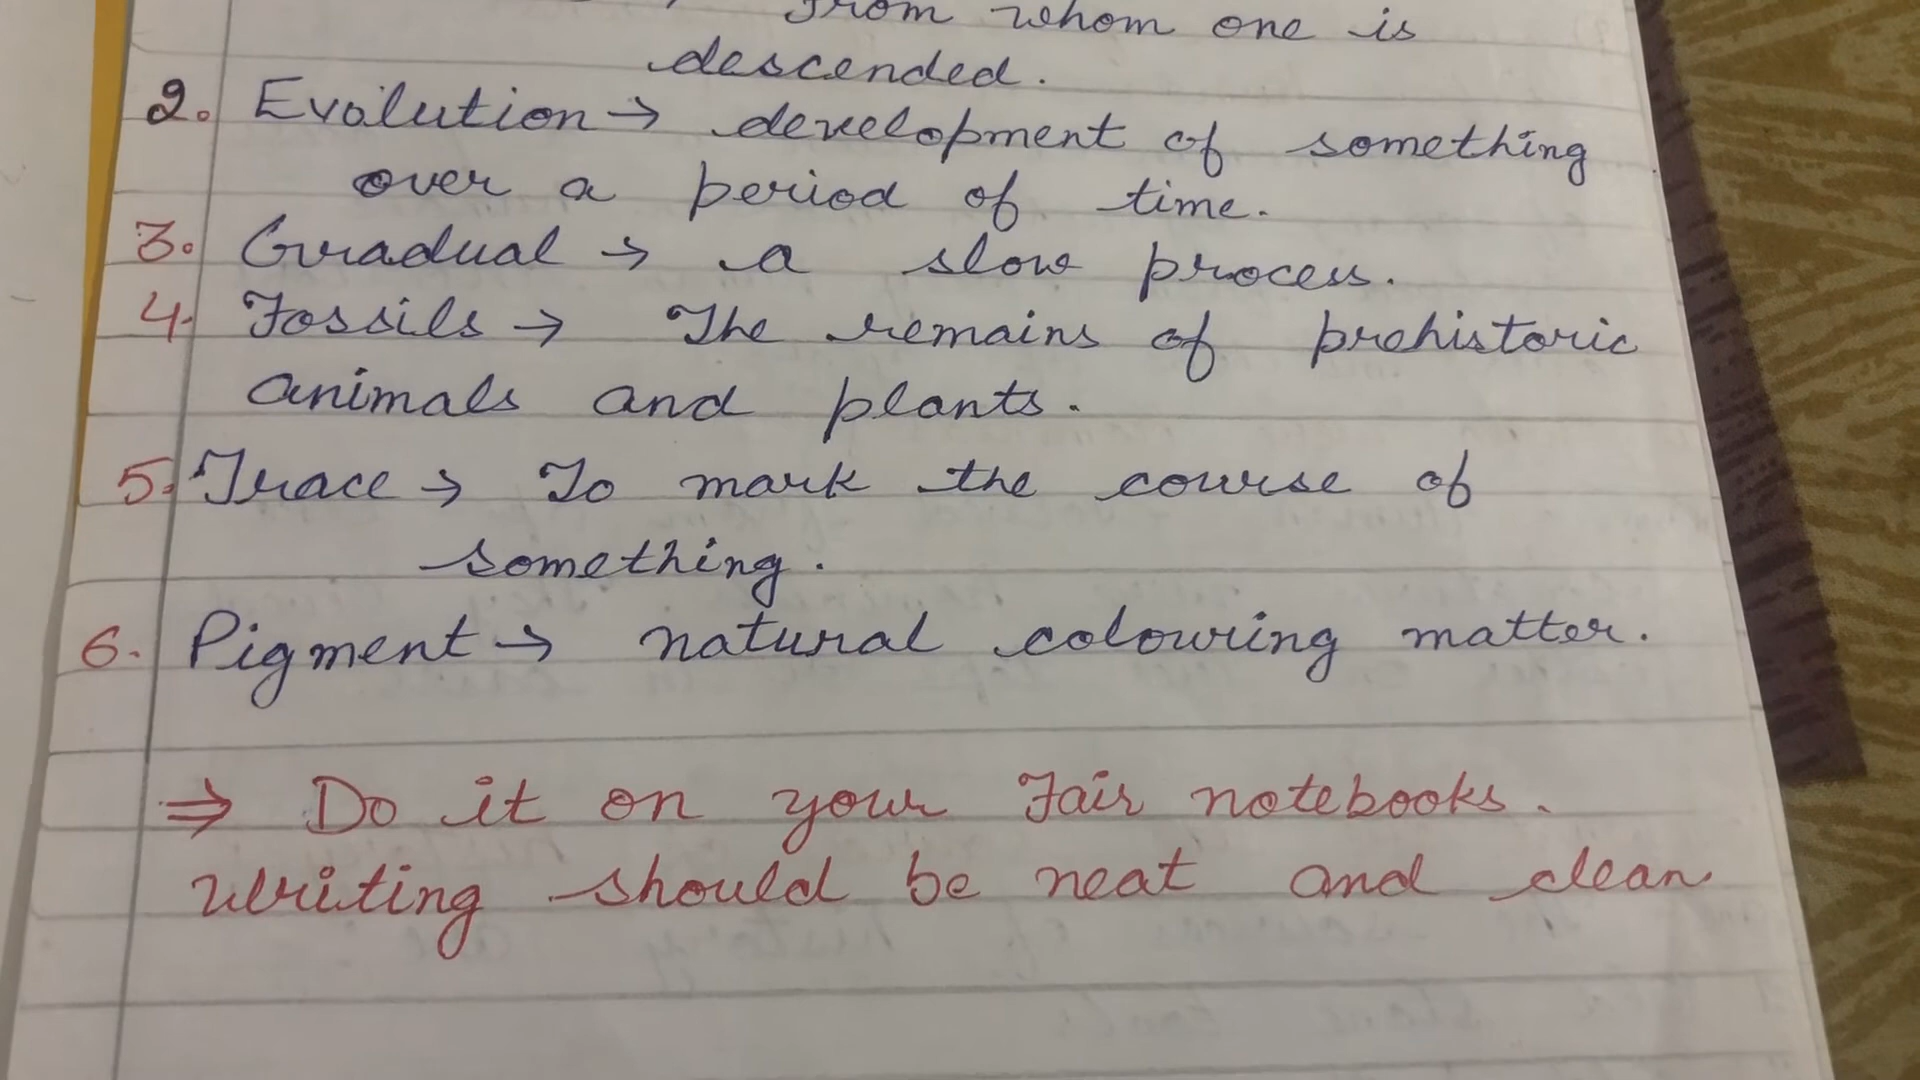 from whom one is
descended.
2. Evolution → development of something
over a period of time.
3. Gradual → a slow process.
4. Fossils → The remains of prehistoric
animals and plants.
5. Trace → To mark the course of
something.
6. Pigment → natural colouring matter.
⇒ Do it on your Fair notebooks.
Writing should be neat and clean